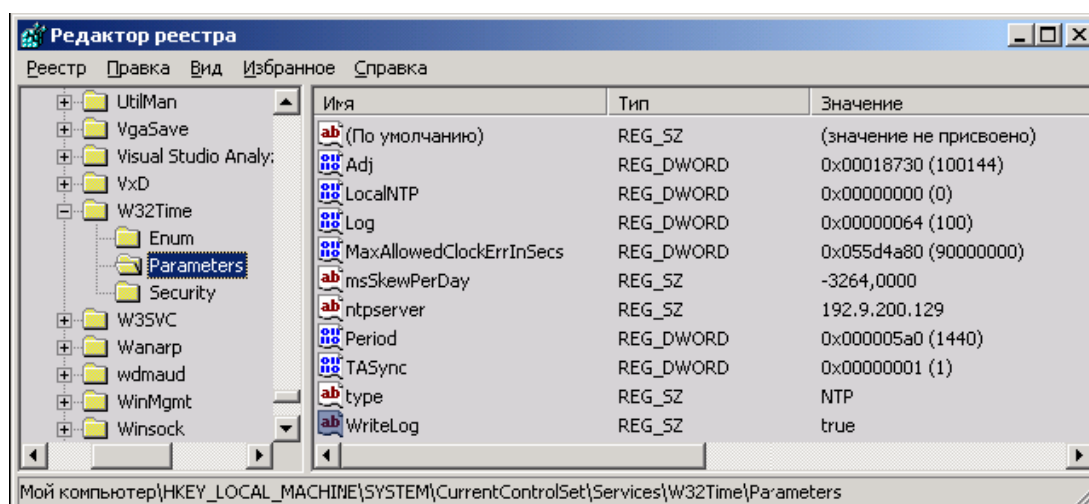 Редактор реестра
Реестр Правка Вид Избранное Справка
UtilMan
VgaSave
Visual Studio Analy
VxD
W32Time
Enum
Parameters
Security
W3SVC
Wanarp
wdmaud
WinMgmt
Winsock
Имя Тип Значение
(По умолчанию) REG_SZ (значение не присвоено)
Adj REG_DWORD 0x00018730 (100144)
LocalNTP REG_DWORD 0x00000000 (0)
Log REG_DWORD 0x00000064 (100)
MaxAllowedClockErrInSecs REG_DWORD 0x055d4a80 (90000000)
msSkewPerDay REG_SZ -3264,0000
ntpserver REG_SZ 192.9.200.129
Period REG_DWORD 0x000005a0 (1440)
TASync REG_DWORD 0x00000001 (1)
type REG_SZ NTP
WriteLog REG_SZ true
Мой компьютер\HKEY_LOCAL_MACHINE\SYSTEM\CurrentControlSet\Services\W32Time\Parameters